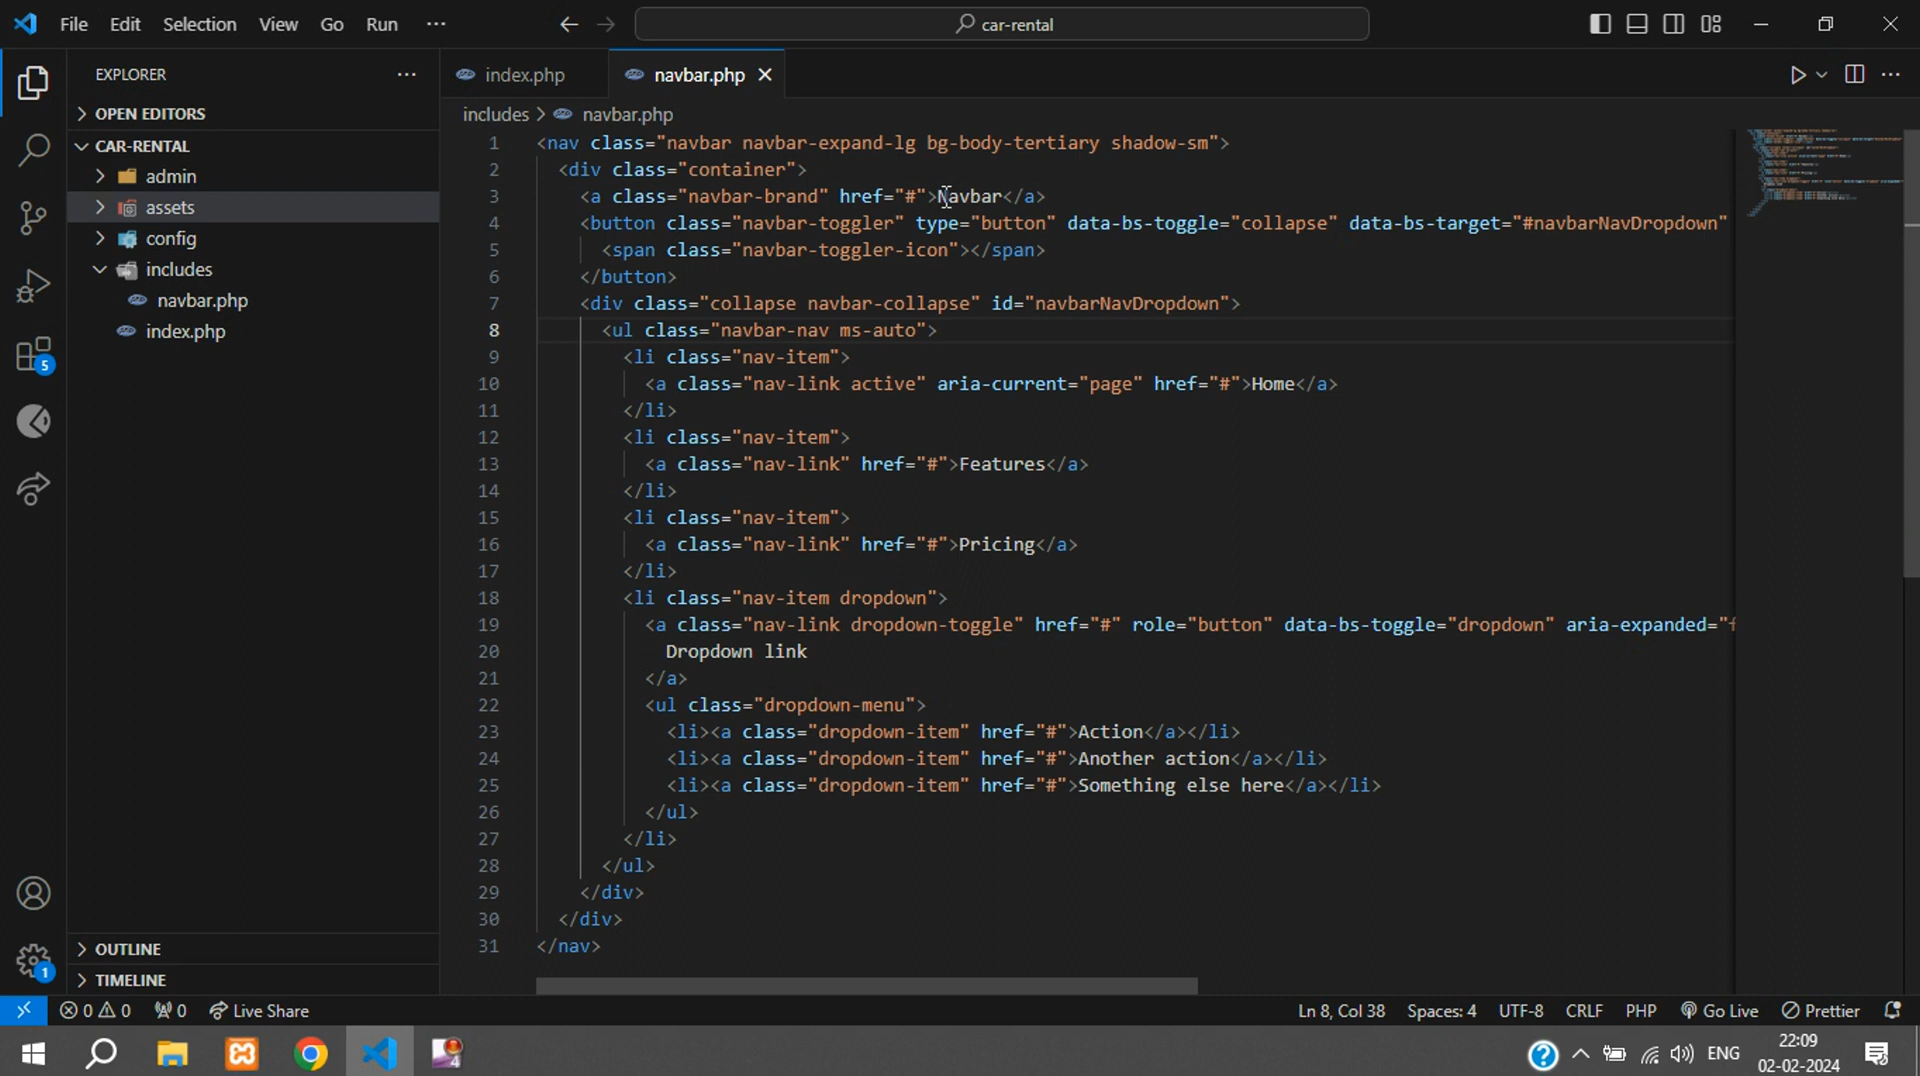 File Edit Selection View Go Run ···
car-rental
EXPLORER ···
index.php navbar.php
OPEN EDITORS
CAR-RENTAL
admin
assets
config
includes
navbar.php
index.php
OUTLINE
TIMELINE
includes > navbar.php
1 <nav class="navbar navbar-expand-lg bg-body-tertiary shadow-sm">
2 <div class="container">
3 <a class="navbar-brand" href="#">Navbar</a>
4 <button class="navbar-toggler" type="button" data-bs-toggle="collapse" data-bs-target="#navbarNavDropdown"
5 <span class="navbar-toggler-icon"></span>
6 </button>
7 <div class="collapse navbar-collapse" id="navbarNavDropdown">
8 <ul class="navbar-nav ms-auto">
9 <li class="nav-item">
10 <a class="nav-link active" aria-current="page" href="#">Home</a>
11 </li>
12 <li class="nav-item">
13 <a class="nav-link" href="#">Features</a>
14 </li>
15 <li class="nav-item">
16 <a class="nav-link" href="#">Pricing</a>
17 </li>
18 <li class="nav-item dropdown">
19 <a class="nav-link dropdown-toggle" href="#" role="button" data-bs-toggle="dropdown" aria-expanded="f
20 Dropdown link
21 </a>
22 <ul class="dropdown-menu">
23 <li><a class="dropdown-item" href="#">Action</a></li>
24 <li><a class="dropdown-item" href="#">Another action</a></li>
25 <li><a class="dropdown-item" href="#">Something else here</a></li>
26 </ul>
27 </li>
28 </ul>
29 </div>
30 </div>
31 </nav>
5
1
0 0 0 Live Share Ln 8, Col 38 Spaces: 4 UTF-8 CRLF PHP Go Live Prettier
4
ENG
22:09
02-02-2024